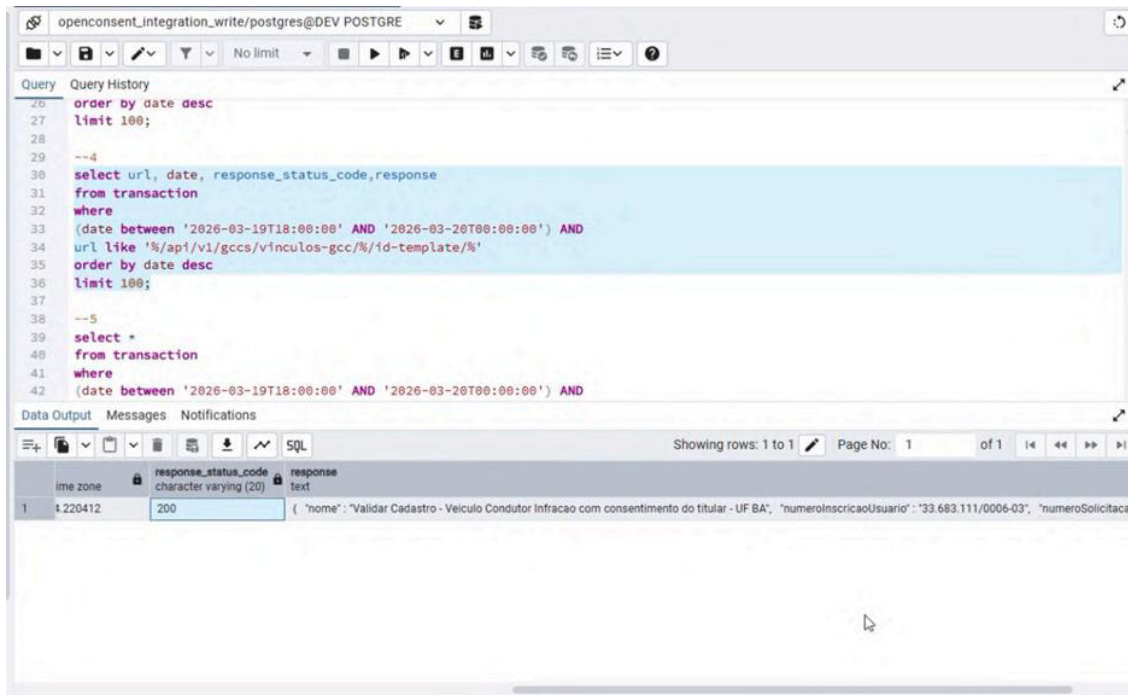 openconsent_integration_write/postgres@DEV POSTGRE
No limit
Query Query History
26 order by date desc
27 limit 100;
28
29 --4
30 select url, date, response_status_code,response
31 from transaction
32 where
33 (date between '2026-03-19T18:00:00' AND '2026-03-20T00:00:00') AND
34 url like '%/api/v1/gccs/vinculos-gcc/%/id-template/%'
35 order by date desc
36 limit 100;
37
38 --5
39 select *
40 from transaction
41 where
42 (date between '2026-03-19T18:00:00' AND '2026-03-20T00:00:00') AND
Data Output Messages Notifications
SQL Showing rows: 1 to 1 Page No: 1 of 1
ime zone response_status_code character varying (20) response text
1 4.220412 200 { "nome" : "Validar Cadastro - Veiculo Condutor Infracao com consentimento do titular - UF BA", "numeroInscricaoUsuario" : "33.683.111/0006-03", "numeroSolicitaca